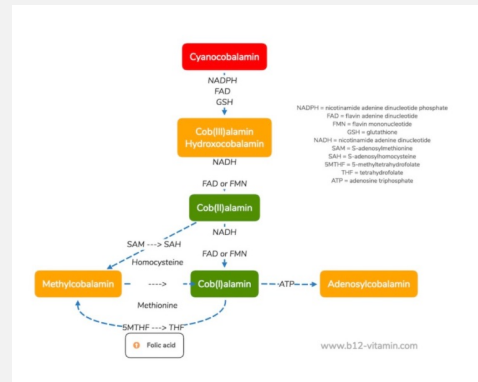 Cyanocobalamin
NADPH
FAD
GSH
Cob(III)alamin
Hydroxocobalamin
NADH
FAD or FMN
Cob(II)alamin
NADH
FAD or FMN
SAM ---> SAH
Homocysteine
Methylcobalamin
---->
Cob(I)alamin
ATP
Adenosylcobalamin
Methionine
5MTHF ---> THF
Folic acid
NADPH = nicotinamide adenine dinucleotide phosphate
FAD = flavin adenine dinucleotide
FMN = flavin mononucleotide
GSH = glutathione
NADH = nicotinamide adenine dinucleotide
SAM = S-adenosylmethionine
SAH = S-adenosylhomocysteine
5MTHF = 5-methyltetrahydrofolate
THF = tetrahydrofolate
ATP = adenosine triphosphate
www.b12-vitamin.com